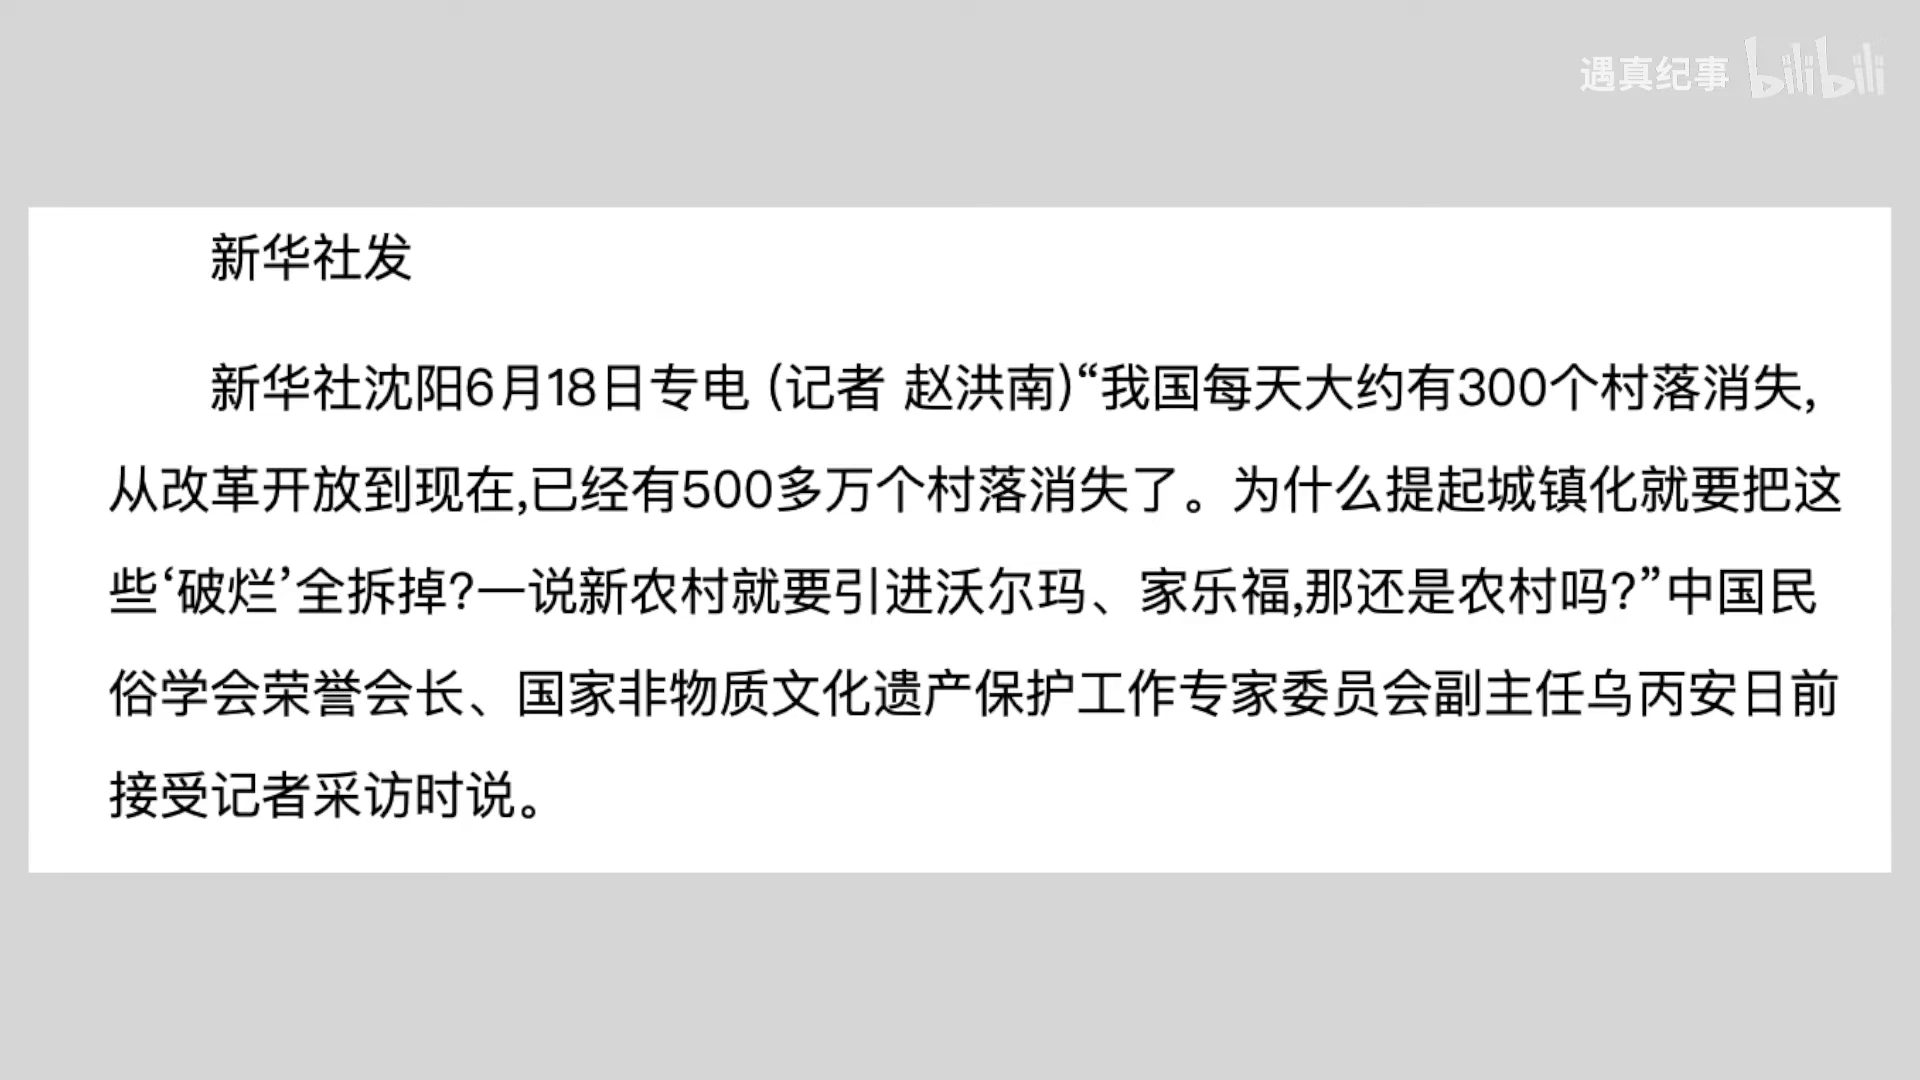 遇真纪事 bilibili
新华社发
新华社沈阳6月18日专电 (记者 赵洪南)“我国每天大约有300个村落消失,
从改革开放到现在,已经有500多万个村落消失了。为什么提起城镇化就要把这
些‘破烂’全拆掉?一说新农村就要引进沃尔玛、家乐福,那还是农村吗?”中国民
俗学会荣誉会长、国家非物质文化遗产保护工作专家委员会副主任乌丙安日前
接受记者采访时说。